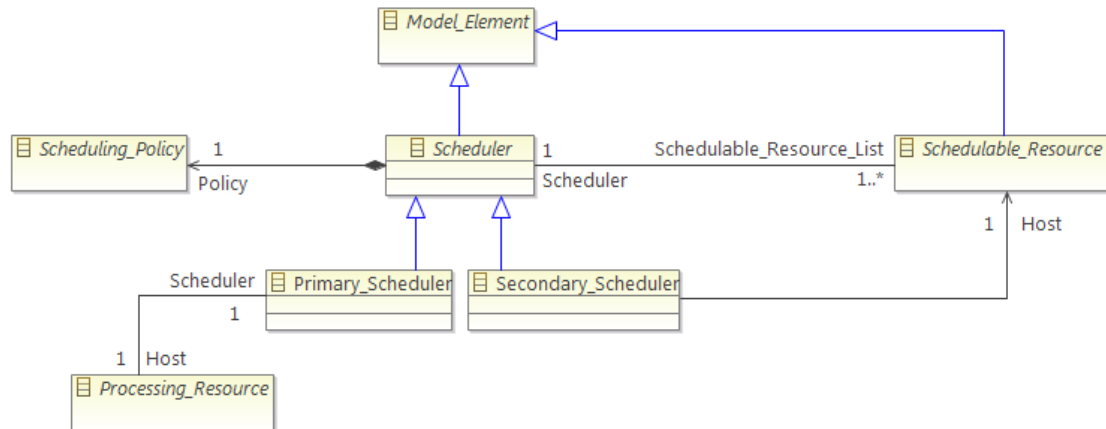 Model_Element
Scheduling_Policy
1
Policy
Scheduler
1
Scheduler
Schedulable_Resource_List
1..*
Schedulable_Resource
1
Host
Scheduler
1
Primary_Scheduler
Secondary_Scheduler
1
Host
Processing_Resource